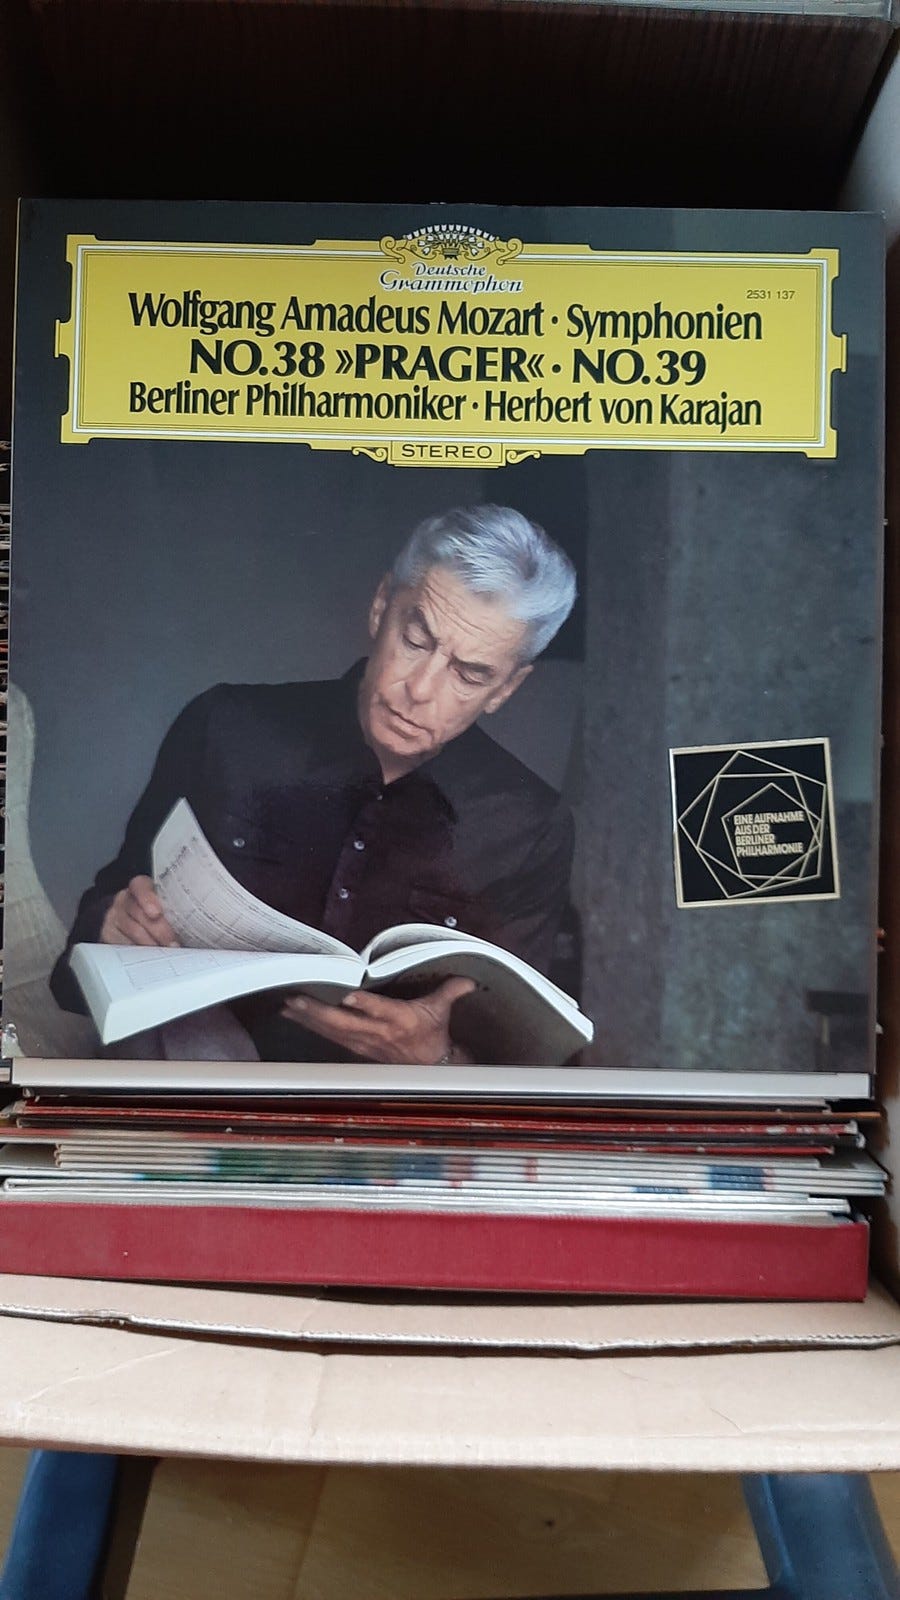 Deutsche
Grammophon
2531 137
Wolfgang Amadeus Mozart · Symphonien
NO. 38 »PRAGER« · NO. 39
Berliner Philharmoniker · Herbert von Karajan
STEREO
EINE AUFNAHME
AUS DER
BERLINER
PHILHARMONIE